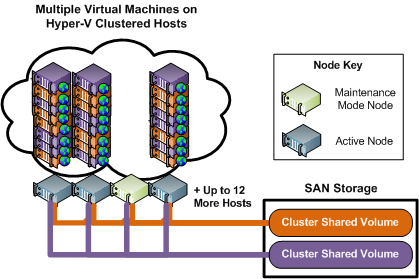 Multiple Virtual Machines on
Hyper-V Clustered Hosts
Node Key
Maintenance
Mode Node
Active Node
+ Up to 12
More Hosts
SAN Storage
Cluster Shared Volume
Cluster Shared Volume